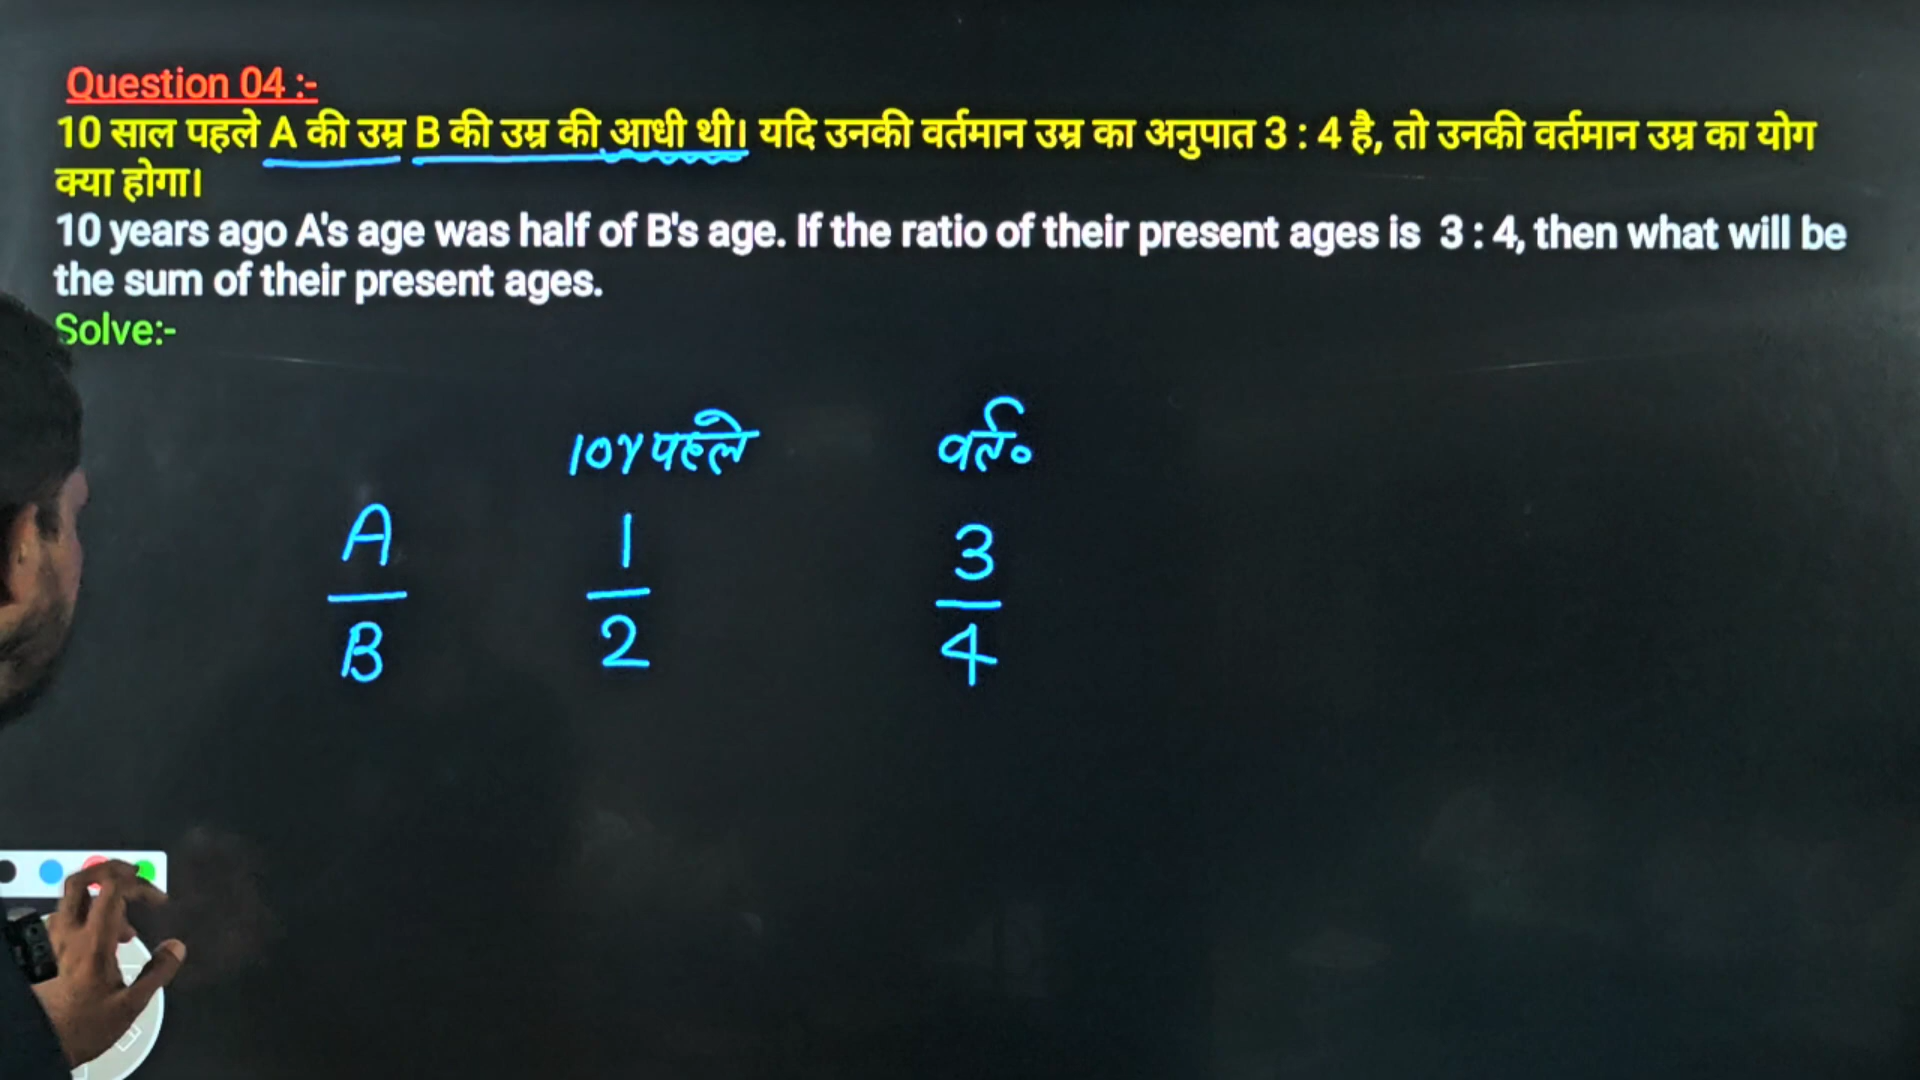 Question 04 :-
10 साल पहले A की उम्र B की उम्र की आधी थी। यदि उनकी वर्तमान उम्र का अनुपात 3 : 4 है, तो उनकी वर्तमान उम्र का योग
क्या होगा।
10 years ago A's age was half of B's age. If the ratio of their present ages is 3 : 4, then what will be
the sum of their present ages.
Solve:-
10Y पहले वर्त०
A 1 3
B 2 4